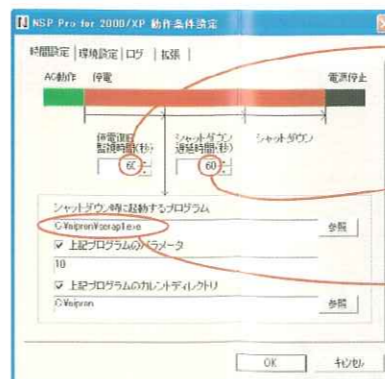 NSP Pro for 2000/XP 動作条件設定
時間設定 環境設定 ログ 拡張
AC動作 停電 電源停止
停電復旧 シャットダウン シャットダウン
監視時間(秒) 遅延時間(秒)
60 60
シャットダウン時に起動するプログラム
C:¥nipron¥scrap1.exe 参照
上記プログラムのパラメータ
10
上記プログラムのカレントディレクトリ
C:¥nipron 参照
OK キャンセル